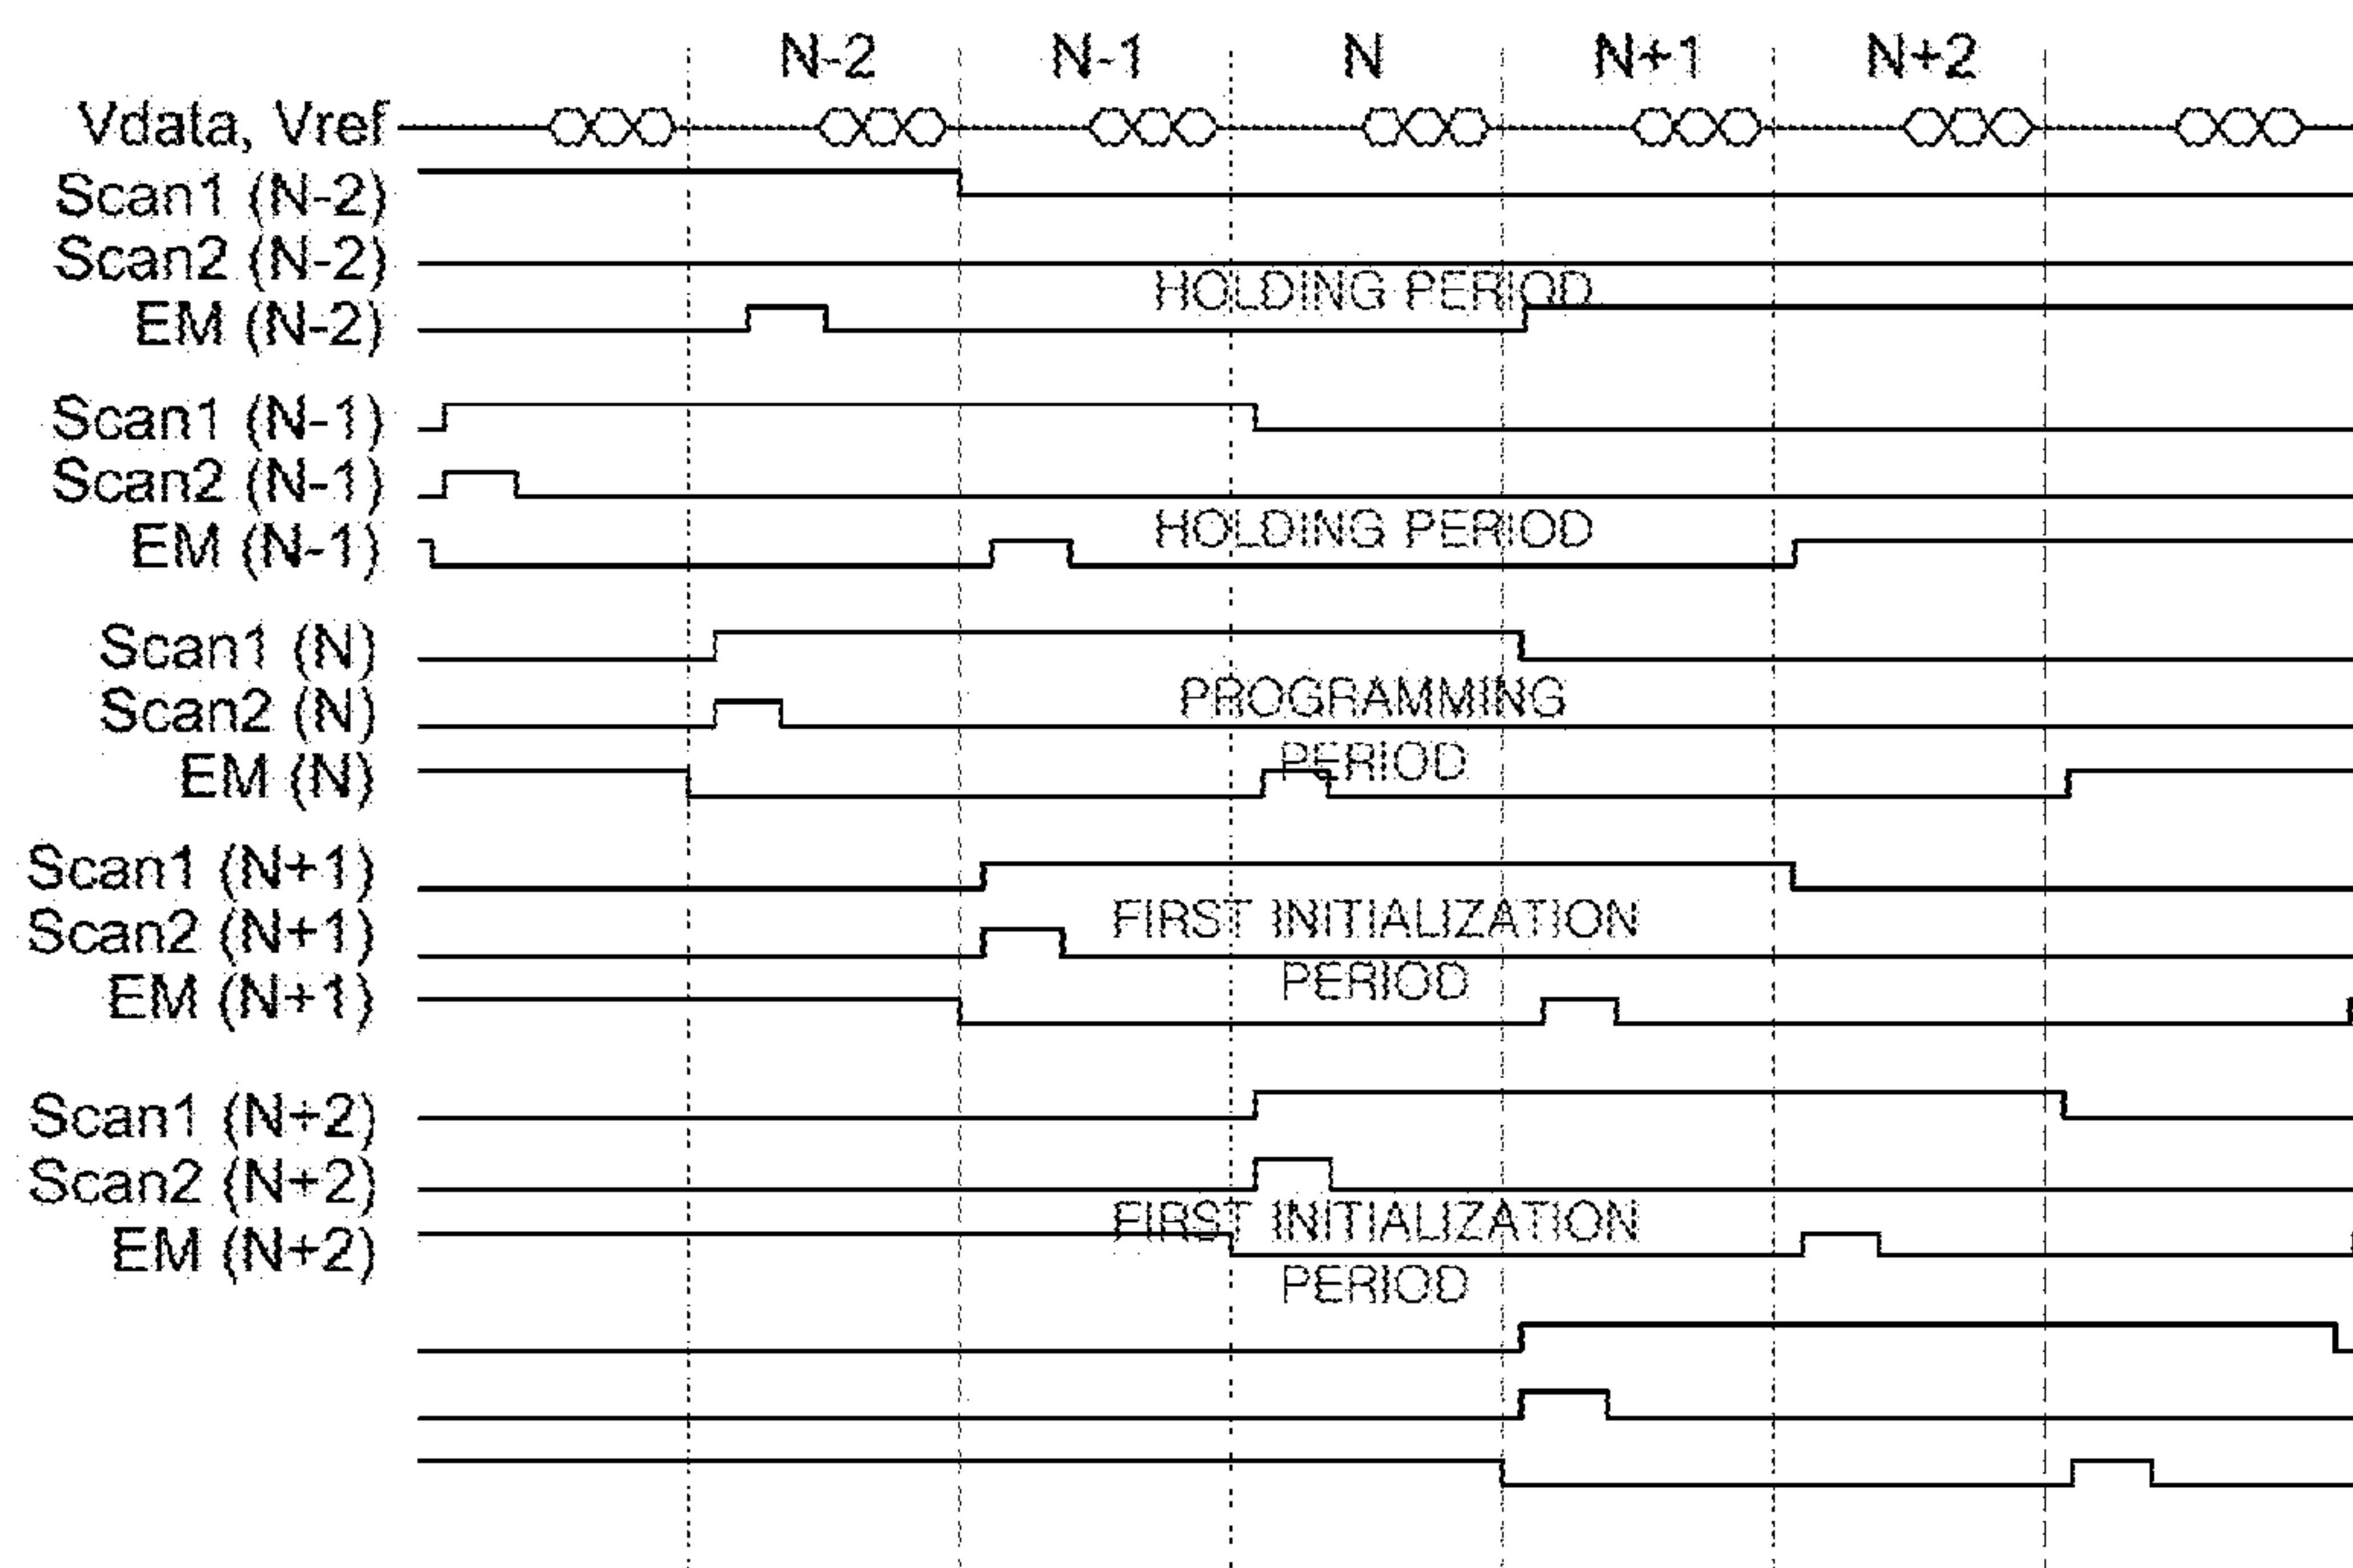 N-2 N-1 N N+1 N+2
Vdata, Vref
Scan1 (N-2)
Scan2 (N-2)
HOLDING PERIOD
EM (N-2)
Scan1 (N-1)
Scan2 (N-1)
HOLDING PERIOD
EM (N-1)
Scan1 (N)
Scan2 (N)
PROGRAMMING
PERIOD
EM (N)
Scan1 (N+1)
Scan2 (N+1)
FIRST INITIALIZATION
PERIOD
EM (N+1)
Scan1 (N+2)
Scan2 (N+2)
FIRST INITIALIZATION
PERIOD
EM (N+2)